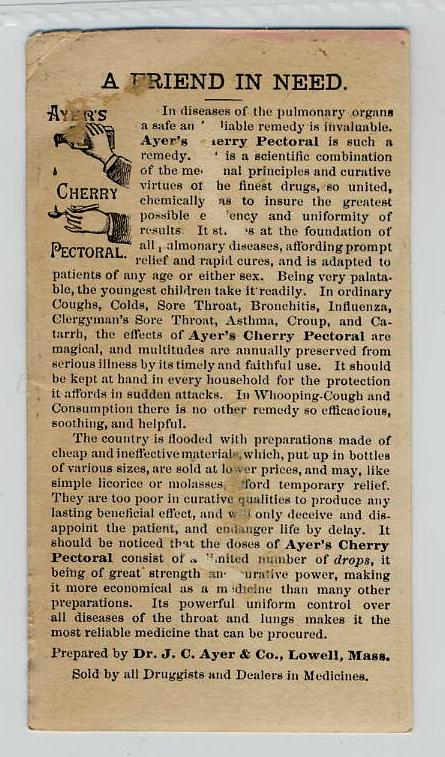 A FRIEND IN NEED.
AYER'S
CHERRY
PECTORAL.
In diseases of the pulmonary organs
a safe an liable remedy is invaluable.
Ayer's erry Pectoral is such a
remedy. is a scientific combination
of the me nal principles and curative
virtues of he finest drugs, so united,
chemically as to insure the greatest
possible e ency and uniformity of
results. It st s at the foundation of
all ulmonary diseases, affording prompt
relief and rapid cures, and is adapted to
patients of any age or either sex. Being very palata-
ble, the youngest children take it readily. In ordinary
Coughs, Colds, Sore Throat, Bronchitis, Influenza,
Clergyman's Sore Throat, Asthma, Croup, and Ca-
tarrh, the effects of Ayer's Cherry Pectoral are
magical, and multitudes are annually preserved from
serious illness by its timely and faithful use. It should
be kept at hand in every household for the protection
it affords in sudden attacks. In Whooping-Cough and
Consumption there is no other remedy so efficacious,
soothing, and helpful.
The country is flooded with preparations made of
cheap and ineffective materials, which, put up in bottles
of various sizes, are sold at lower prices, and may, like
simple licorice or molasses, fford temporary relief.
They are too poor in curative qualities to produce any
lasting beneficial effect, and will only deceive and dis-
appoint the patient, and endanger life by delay. It
should be noticed that the doses of Ayer's Cherry
Pectoral consist of a limited number of drops, it
being of great strength an urative power, making
it more economical as a medicine than many other
preparations. Its powerful uniform control over
all diseases of the throat and lungs makes it the
most reliable medicine that can be procured.
Prepared by Dr. J. C. Ayer & Co., Lowell, Mass.
Sold by all Druggists and Dealers in Medicines.